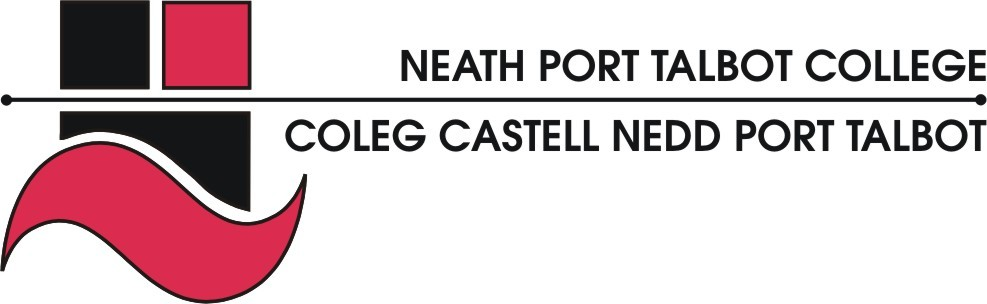 NEATH PORT TALBOT COLLEGE
COLEG CASTELL NEDD PORT TALBOT